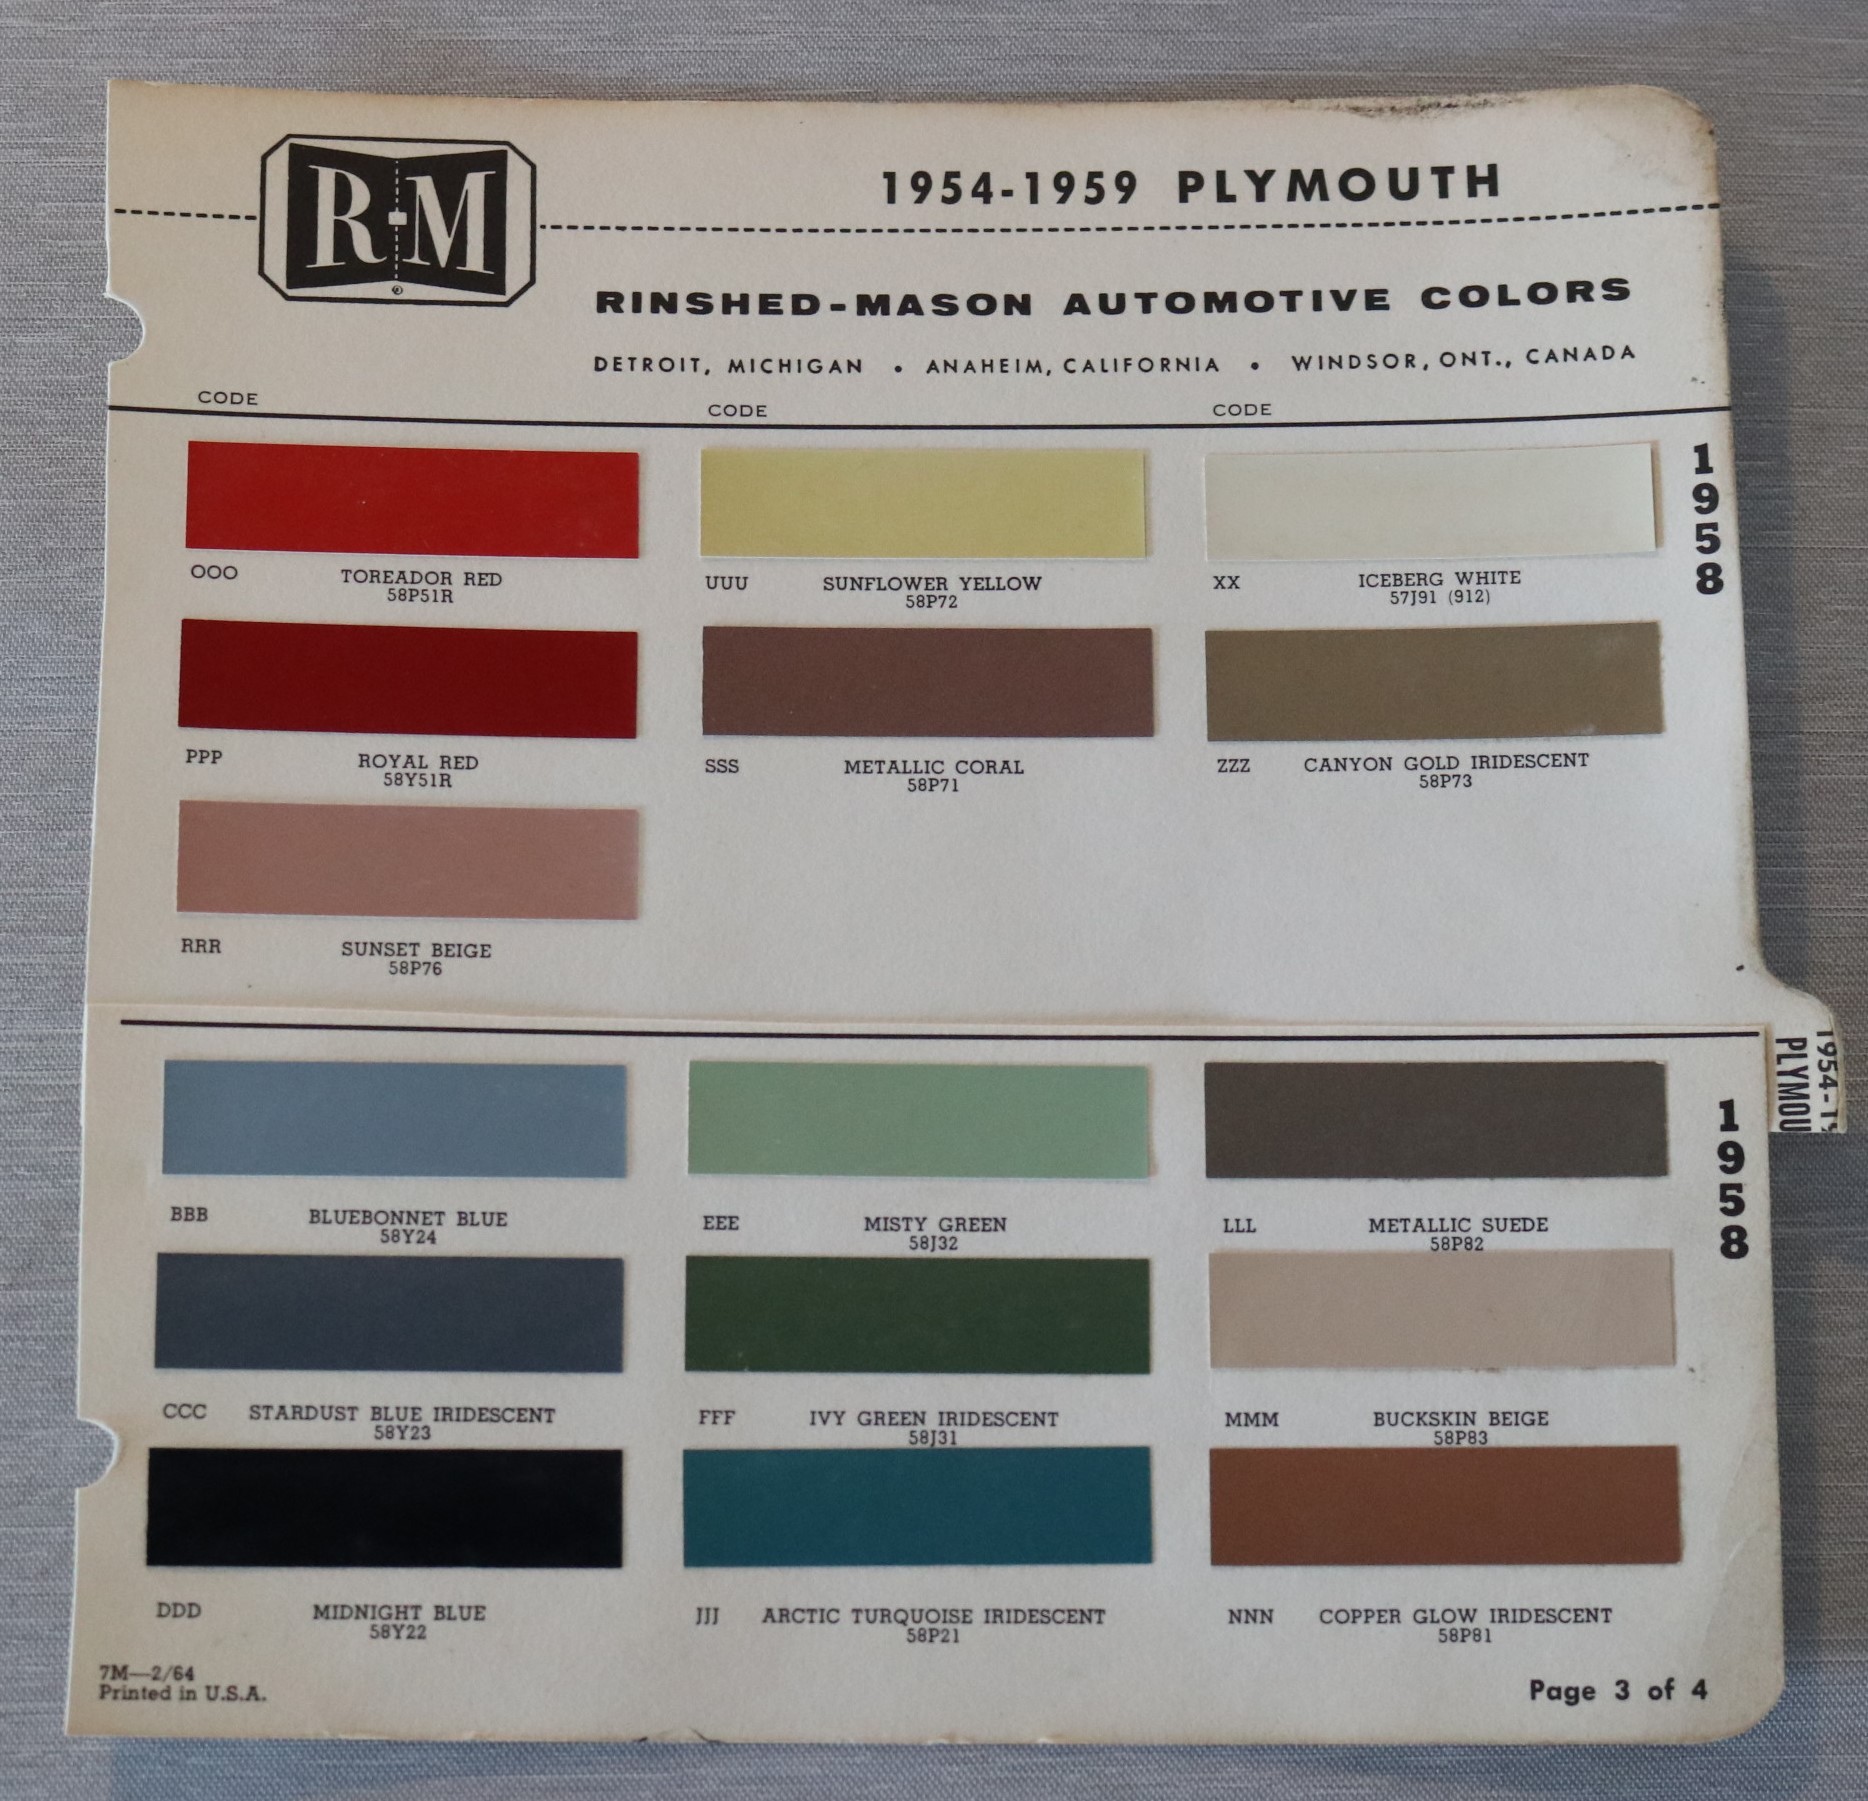 R-M
1954-1959 PLYMOUTH
RINSHED-MASON AUTOMOTIVE COLORS
DETROIT, MICHIGAN • ANAHEIM, CALIFORNIA • WINDSOR, ONT., CANADA
CODE CODE CODE
1958
OOO TOREADOR RED
58P51R
UUU SUNFLOWER YELLOW
58P72
XX ICEBERG WHITE
57J91 (912)
PPP ROYAL RED
58Y51R
SSS METALLIC CORAL
58P71
ZZZ CANYON GOLD IRIDESCENT
58P73
RRR SUNSET BEIGE
58P76
1954-1
PLYMOU
1958
BBB BLUEBONNET BLUE
58Y24
EEE MISTY GREEN
58J32
LLL METALLIC SUEDE
58P82
CCC STARDUST BLUE IRIDESCENT
58Y23
FFF IVY GREEN IRIDESCENT
58J31
MMM BUCKSKIN BEIGE
58P83
DDD MIDNIGHT BLUE
58Y22
JJJ ARCTIC TURQUOISE IRIDESCENT
58P21
NNN COPPER GLOW IRIDESCENT
58P81
7M—2/64
Printed in U.S.A.
Page 3 of 4